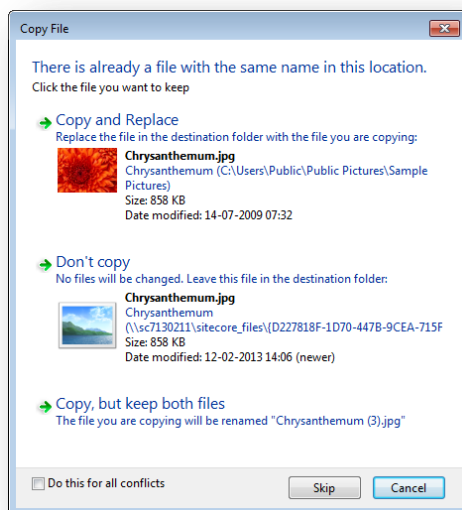 Copy File
There is already a file with the same name in this location.
Click the file you want to keep
Copy and Replace
Replace the file in the destination folder with the file you are copying:
Chrysanthemum.jpg
Chrysanthemum (C:\Users\Public\Public Pictures\Sample
Pictures)
Size: 858 KB
Date modified: 14-07-2009 07:32
Don't copy
No files will be changed. Leave this file in the destination folder:
Chrysanthemum.jpg
Chrysanthemum
(\\sc7130211\sitecore_files\{D227818F-1D70-447B-9CEA-715F
Size: 858 KB
Date modified: 12-02-2013 14:06 (newer)
Copy, but keep both files
The file you are copying will be renamed "Chrysanthemum (3).jpg"
Do this for all conflicts
Skip
Cancel